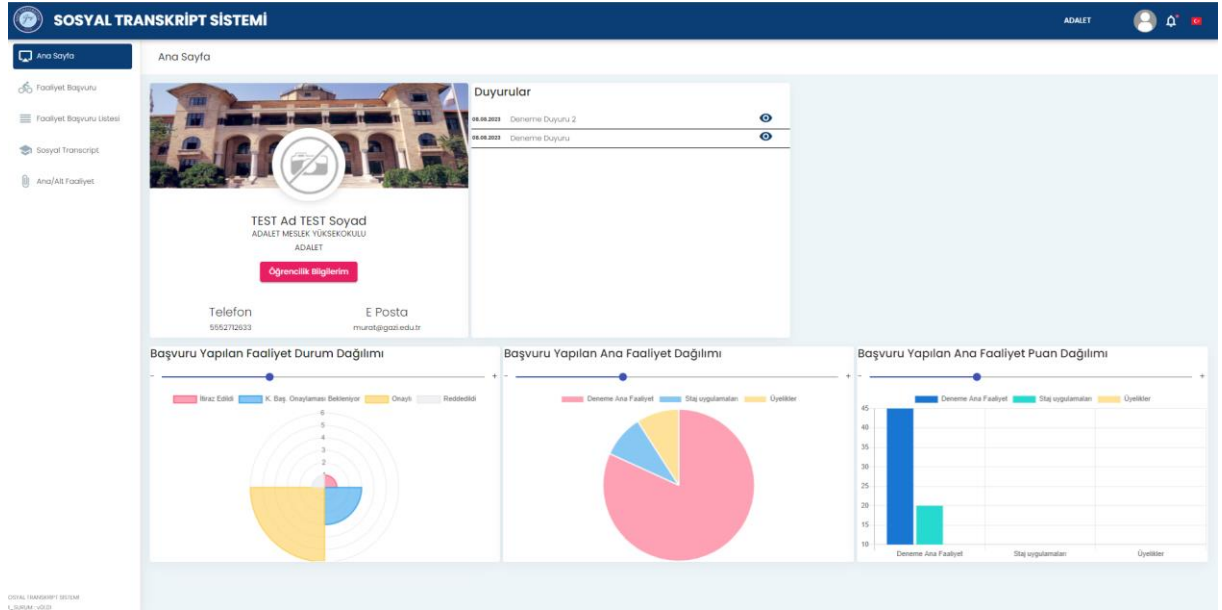 SOSYAL TRANSKRİPT SİSTEMİ
ADALET
Ana Sayfa
Faaliyet Başvuru
Faaliyet Başvuru Listesi
Sosyal Transcript
Ana/Alt Faaliyet
Ana Sayfa
TEST Ad TEST Soyad
ADALET MESLEK YÜKSEKOKULU
ADALET
Öğrencilik Bilgilerim
Telefon
5552712633
E Posta
murat@gazi.edu.tr
Duyurular
08.08.2023 Deneme Duyuru 2
08.08.2023 Deneme Duyuru
Başvuru Yapılan Faaliyet Durum Dağılımı
- +
İtiraz Edildi K. Baş. Onaylaması Bekleniyor Onaylı Reddedildi
6
5
4
3
2
1
Başvuru Yapılan Ana Faaliyet Dağılımı
- +
Deneme Ana Faaliyet Staj uygulamaları Üyelikler
Başvuru Yapılan Ana Faaliyet Puan Dağılımı
- +
Deneme Ana Faaliyet Staj uygulamaları Üyelikler
45
40
35
30
25
20
15
10
Deneme Ana Faaliyet Staj uygulamaları Üyelikler